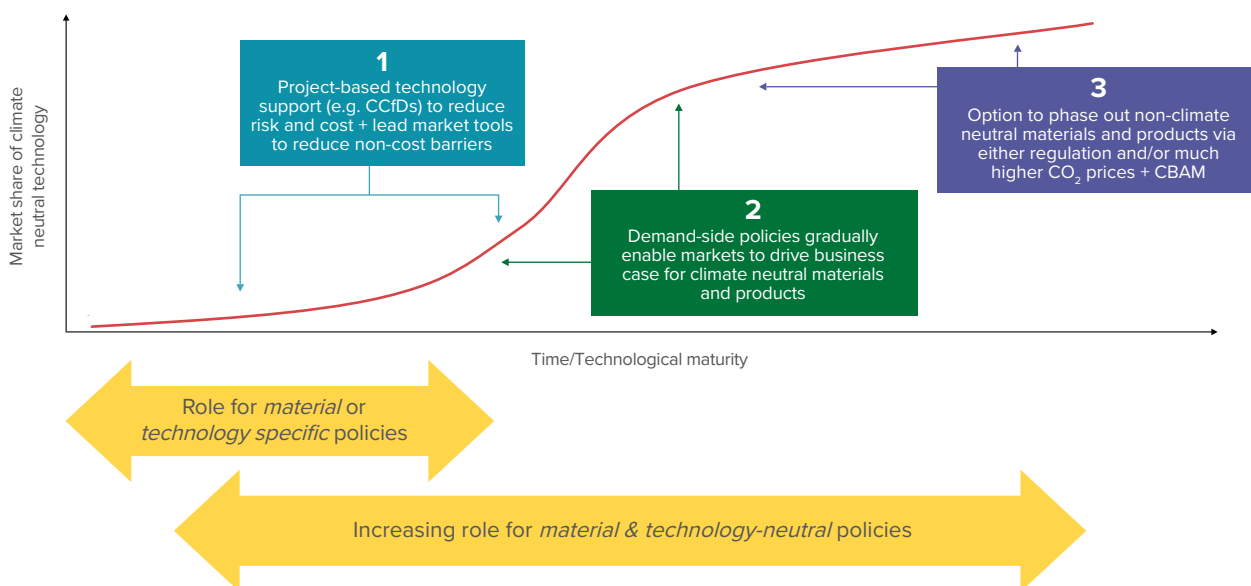 1
Project-based technology
support (e.g. CCfDs) to reduce
risk and cost + lead market tools
to reduce non-cost barriers
3
Option to phase out non-climate
neutral materials and products via
either regulation and/or much
higher CO₂ prices + CBAM
Market share of climate
neutral technology
2
Demand-side policies gradually
enable markets to drive business
case for climate neutral materials
and products
Time/Technological maturity
Role for material or
technology specific policies
Increasing role for material & technology-neutral policies